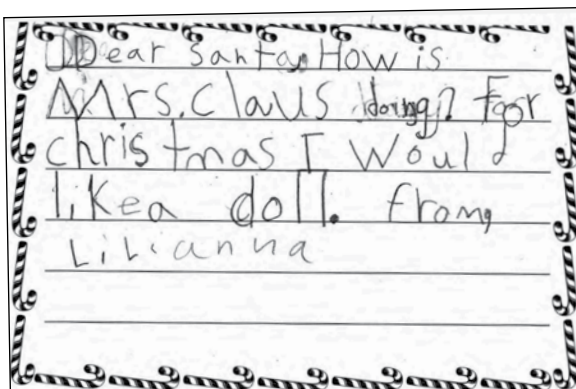 Dear Santa, How is
Mrs. Claus doing? For
christmas I would
like a doll. From,
Lilianna